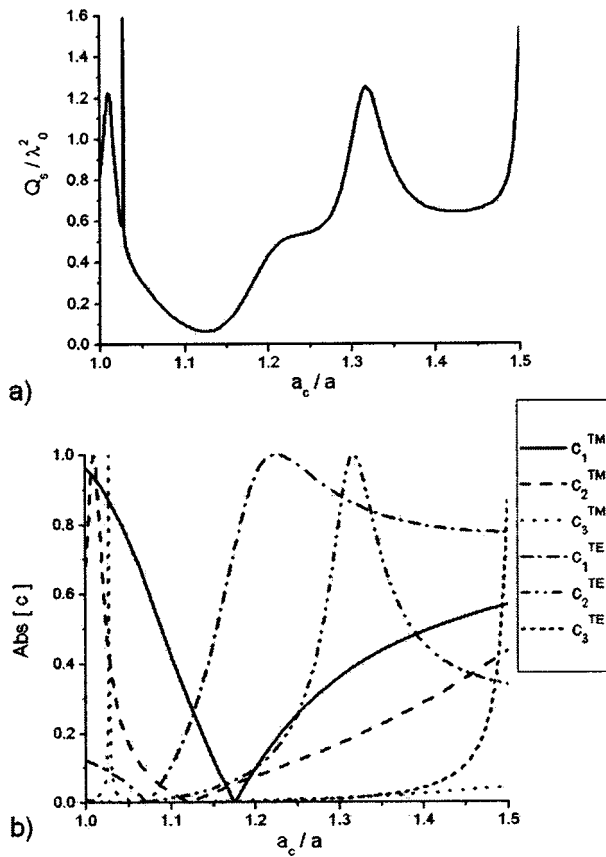 1.6
1.4
1.2
1.0
0.8
0.6
0.4
0.2
0.0
Q_s / λ_0^2
1.0 1.1 1.2 1.3 1.4 1.5
a_c / a
a)
1.0
0.8
0.6
0.4
0.2
0.0
Abs [ c ]
1.0 1.1 1.2 1.3 1.4 1.5
a_c / a
b)
c_1^TM
c_2^TM
c_3^TM
c_1^TE
c_2^TE
c_3^TE